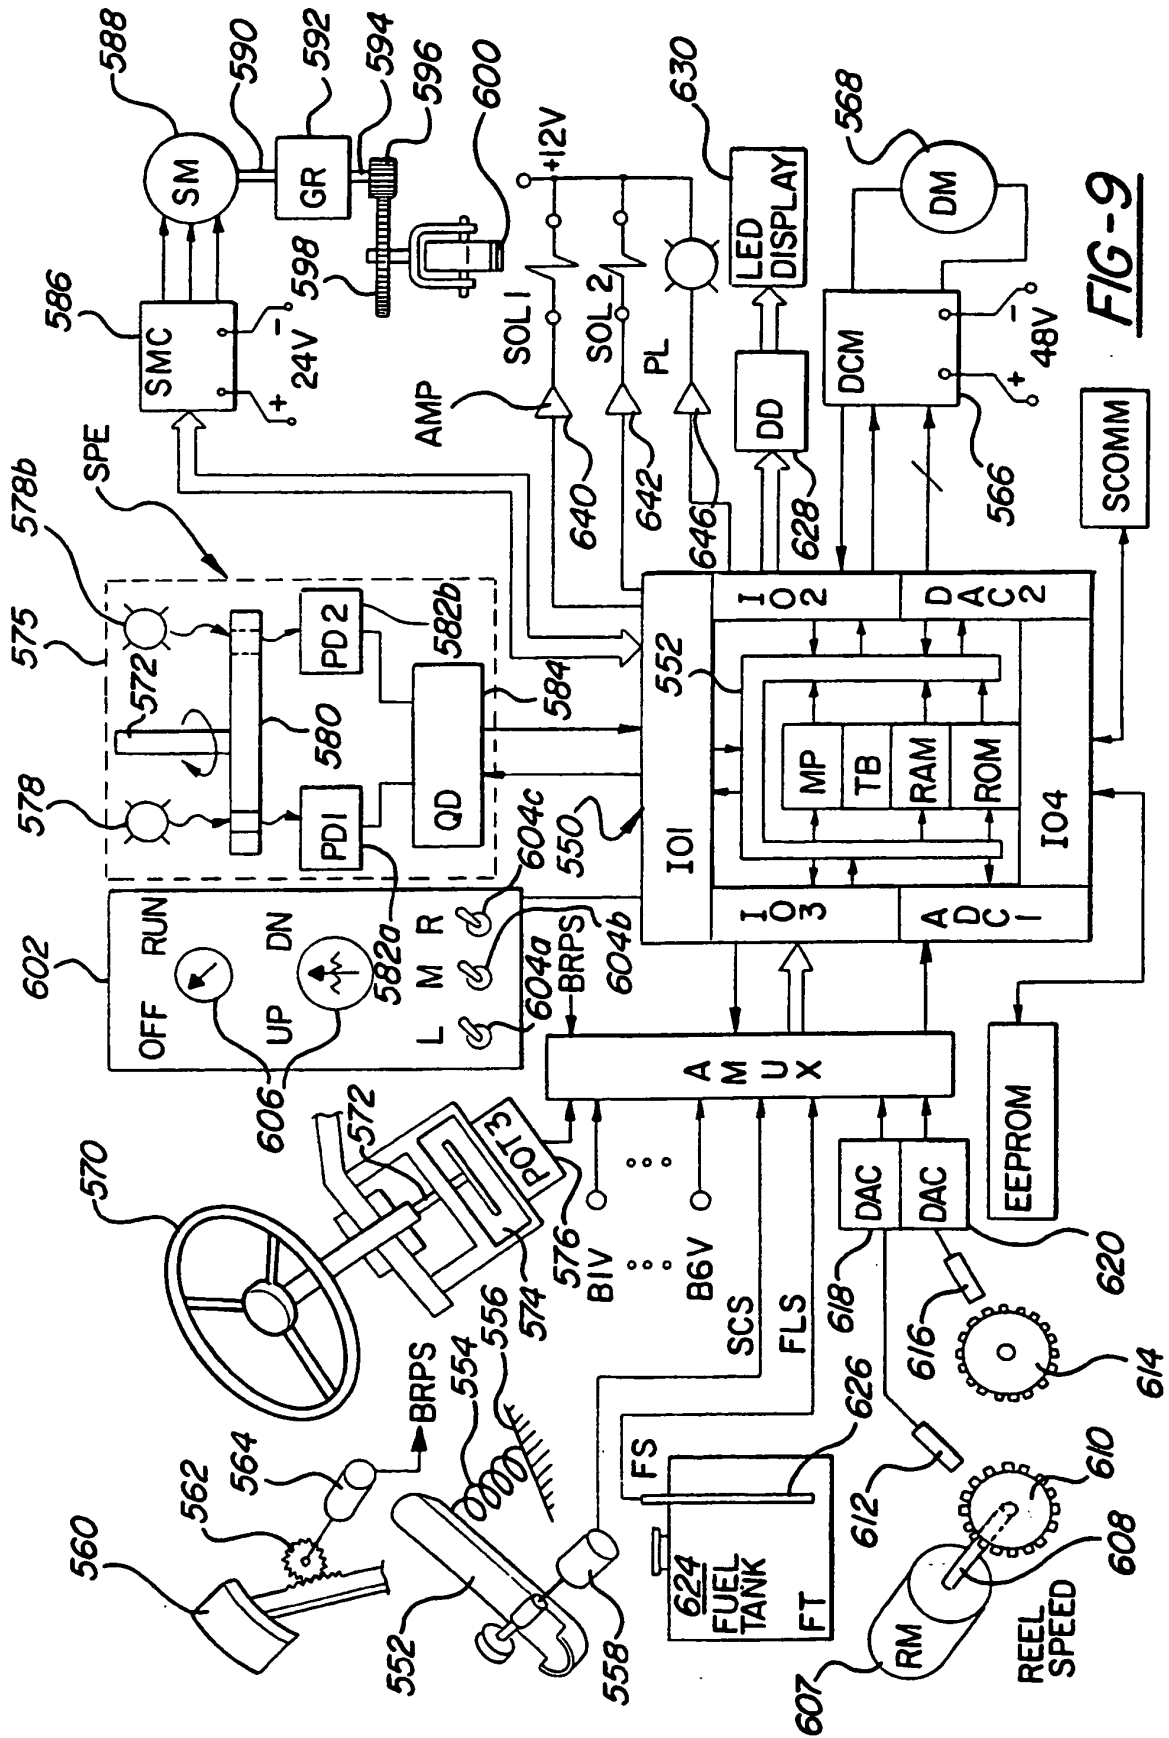 560
562
564
BRPS
570
552
554
556
558
572
574
576
POT3
602
OFF
RUN
UP
DN
606
L
M
R
604a
604b
604c
578
575
578b
SPE
572
580
PD1
PD2
582a
582b
QD
584
586
SMC
+
-
24V
588
SM
590
GR
592
594
596
598
600
+12V
SOL 1
SOL 2
PL
AMP
640
642
646
630
LED
DISPLAY
DD
628
568
DM
DCM
+
-
48V
566
SCOMM
550
552
IO1
IO2
DAC2
IO3
ADC1
IO4
MP
TB
RAM
ROM
BRPS
AMUX
B1V
B6V
SCS
FLS
FS
624
FUEL
TANK
FT
626
DAC
DAC
618
620
EEPROM
616
614
612
610
608
607
RM
REEL
SPEED
FIG-9